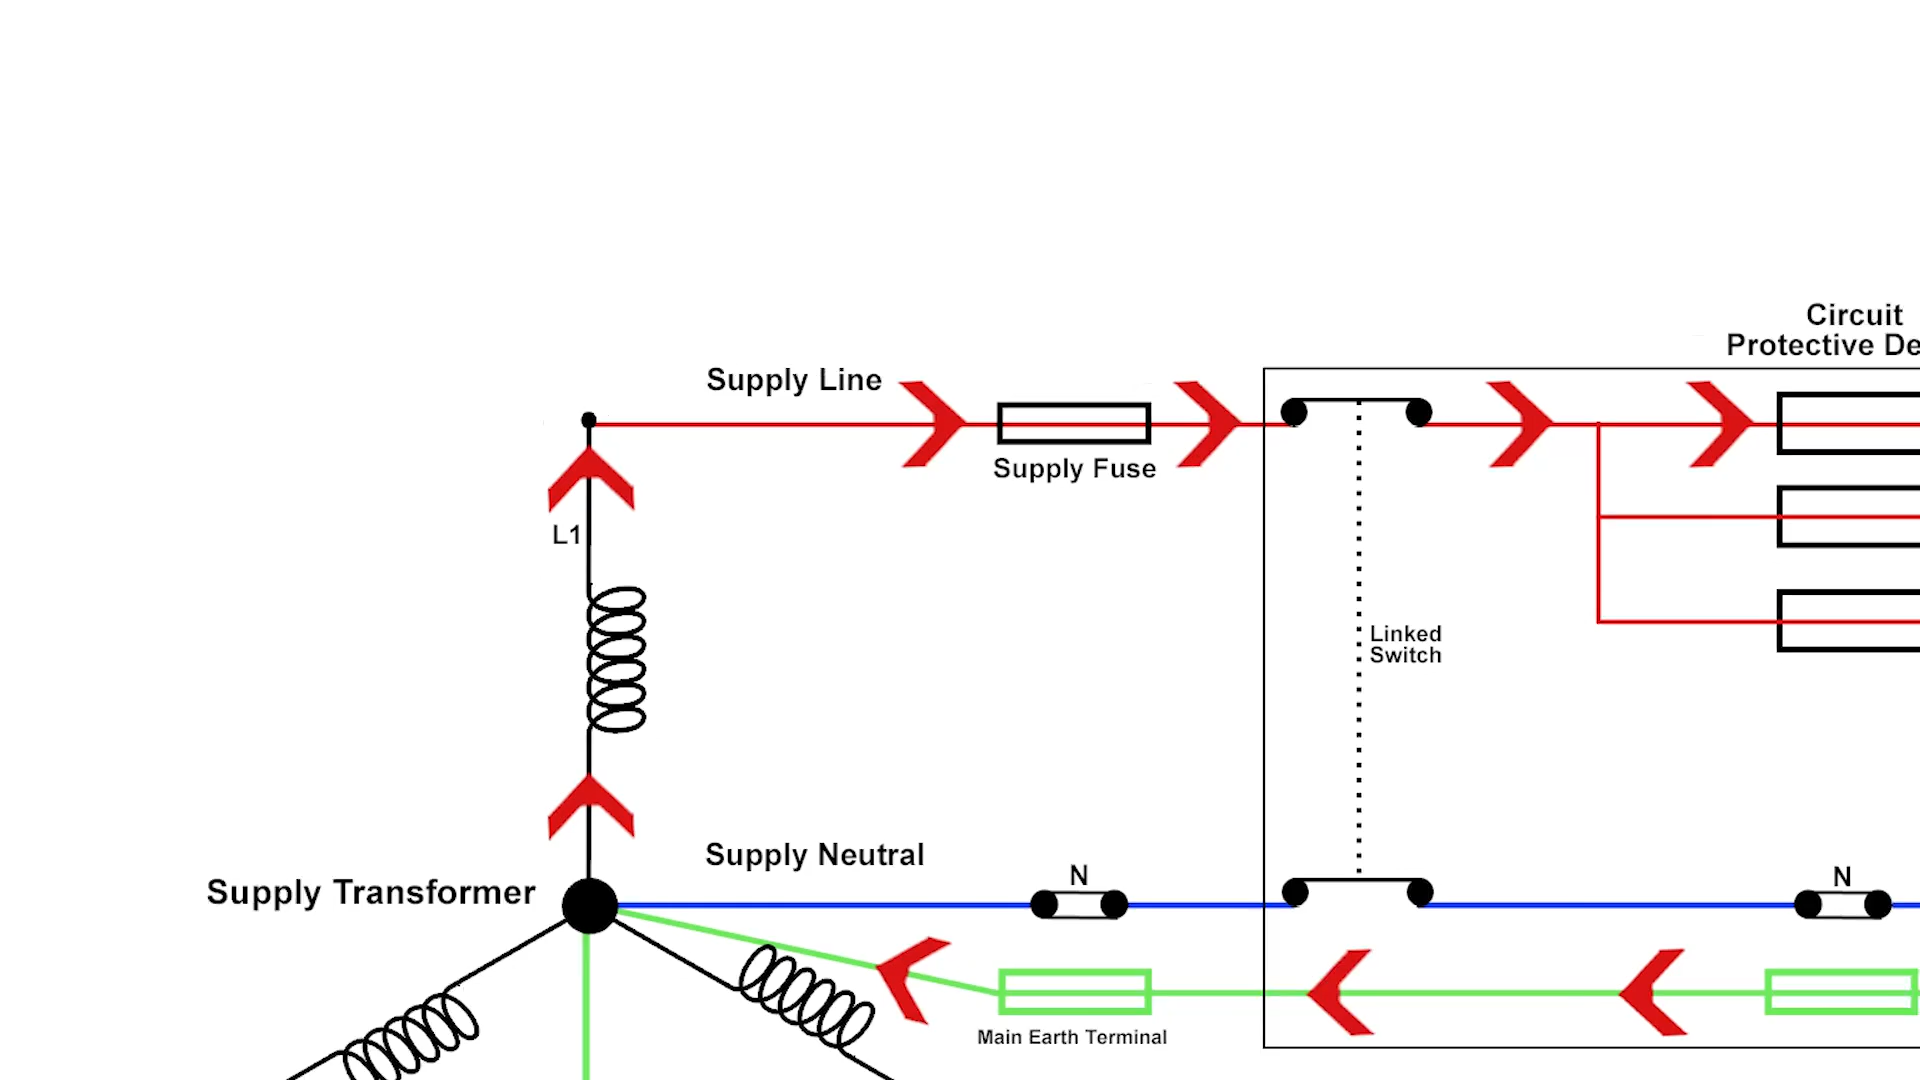 Circuit
Protective De
Supply Line
Supply Fuse
L1
Linked
Switch
Supply Neutral
N
N
Supply Transformer
Main Earth Terminal